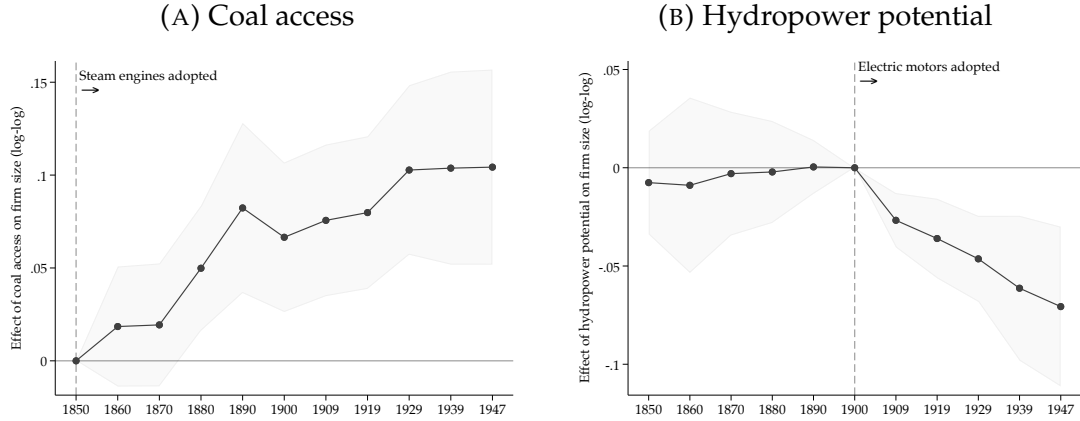 (A) Coal access
Steam engines adopted
Effect of coal access on firm size (log-log)
.15
.1
.05
0
1850 1860 1870 1880 1890 1900 1909 1919 1929 1939 1947
(B) Hydropower potential
Electric motors adopted
Effect of hydropower potential on firm size (log-log)
.05
0
-.05
-.1
1850 1860 1870 1880 1890 1900 1909 1919 1929 1939 1947